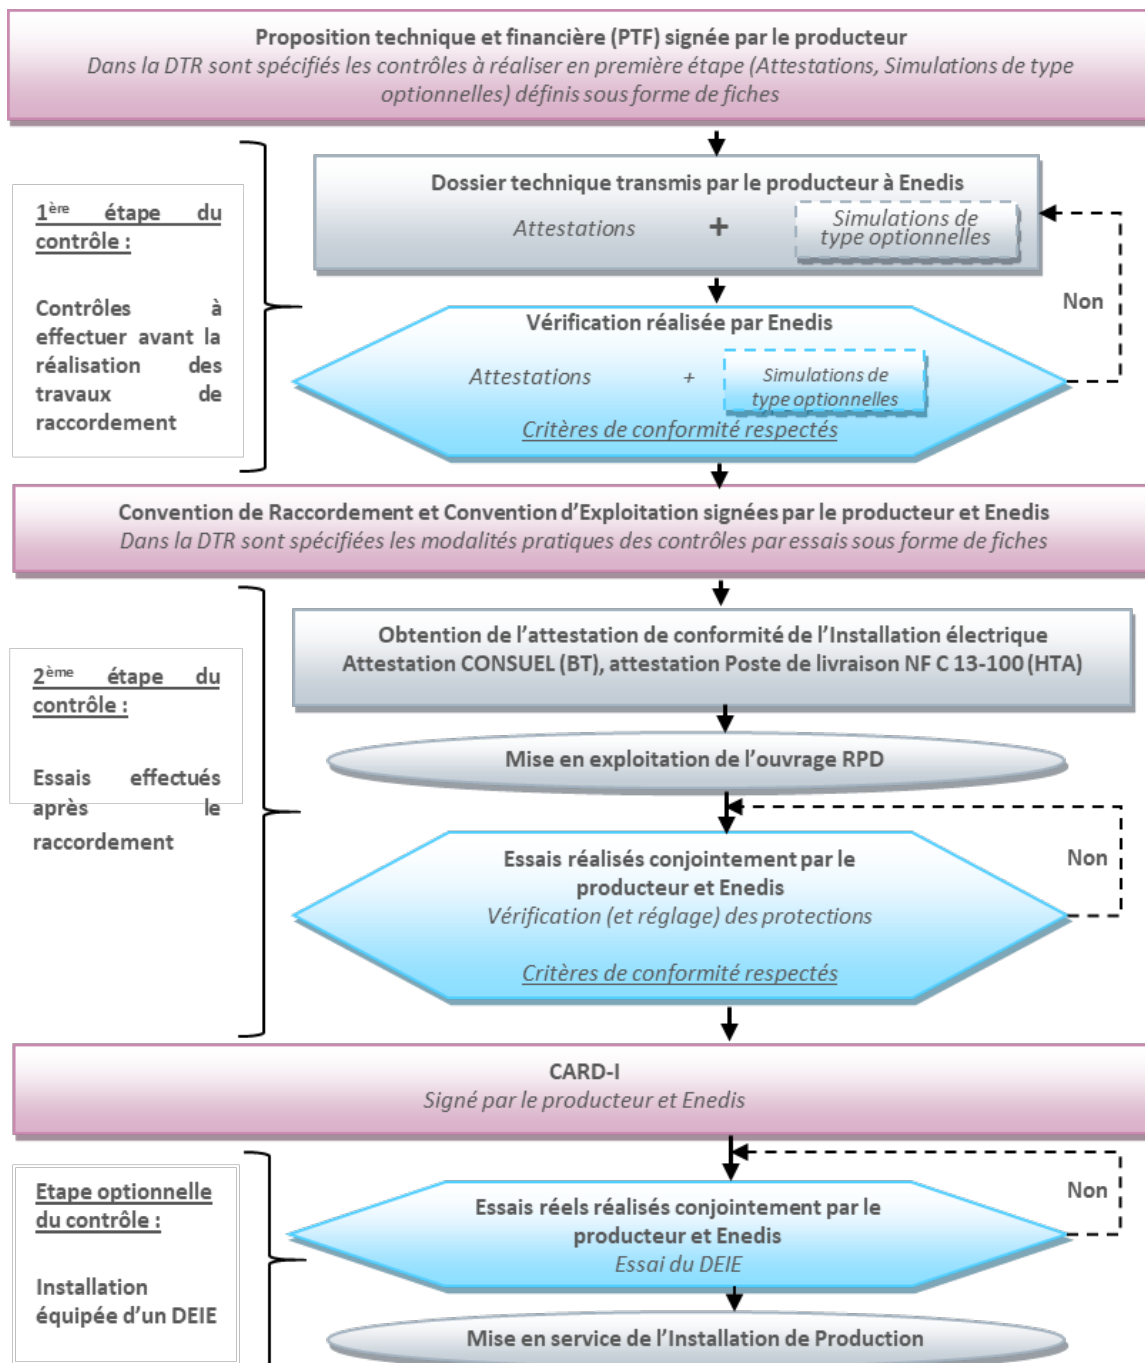 Proposition technique et financière (PTF) signée par le producteur
Dans la DTR sont spécifiés les contrôles à réaliser en première étape (Attestations, Simulations de type
optionnelles) définis sous forme de fiches
1ère étape du
contrôle :
Contrôles à
effectuer avant la
réalisation des
travaux de
raccordement
Dossier technique transmis par le producteur à Enedis
Attestations + Simulations de
type optionnelles
Non
Vérification réalisée par Enedis
Attestations + Simulations de
type optionnelles
Critères de conformité respectés
Convention de Raccordement et Convention d’Exploitation signées par le producteur et Enedis
Dans la DTR sont spécifiées les modalités pratiques des contrôles par essais sous forme de fiches
2ème étape du
contrôle :
Essais effectués
après le
raccordement
Obtention de l’attestation de conformité de l’Installation électrique
Attestation CONSUEL (BT), attestation Poste de livraison NF C 13-100 (HTA)
Mise en exploitation de l’ouvrage RPD
Non
Essais réalisés conjointement par le
producteur et Enedis
Vérification (et réglage) des protections
Critères de conformité respectés
CARD-I
Signé par le producteur et Enedis
Etape optionnelle
du contrôle :
Installation
équipée d’un DEIE
Non
Essais réels réalisés conjointement par le
producteur et Enedis
Essai du DEIE
Mise en service de l’Installation de Production